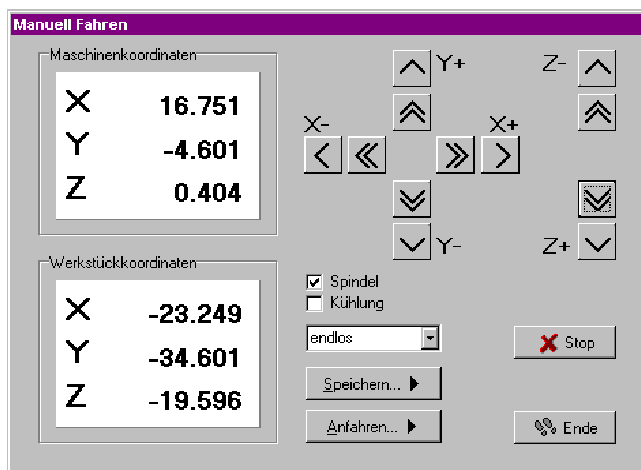 Manuell Fahren
Maschinenkoordinaten
X 16.751
Y -4.601
Z 0.404
Werkstückkoordinaten
X -23.249
Y -34.601
Z -19.596
Y+
Z-
X-
X+
Y-
Z+
Spindel
Kühlung
endlos
Stop
Speichern...
Anfahren...
Ende